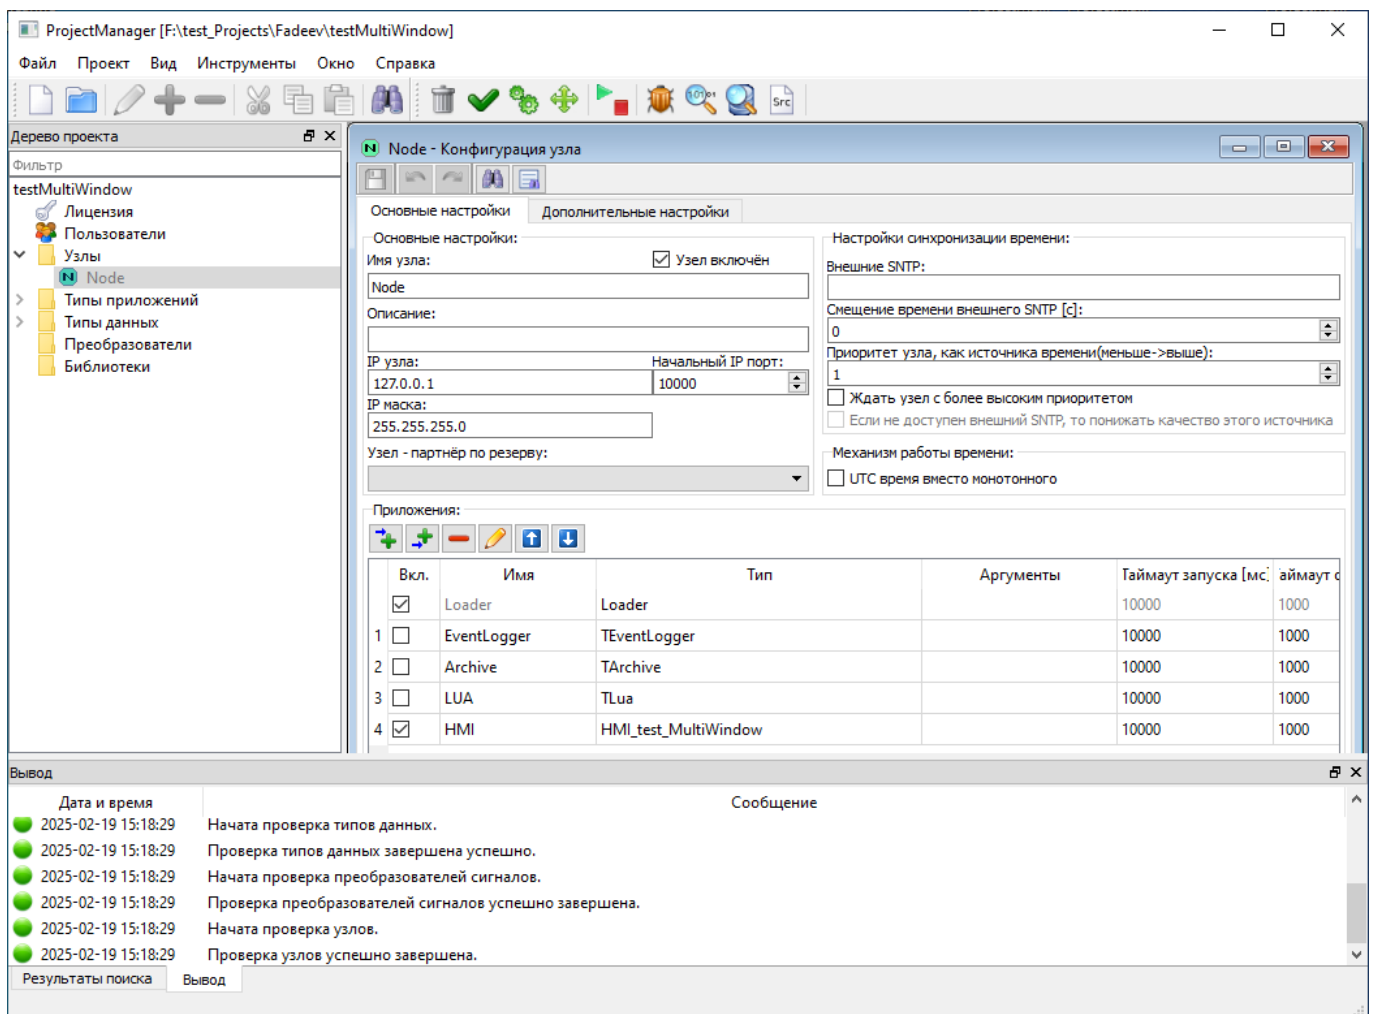 ProjectManager [F:\test_Projects\Fadeev\testMultiWindow]
Файл Проект Вид Инструменты Окно Справка
Src
Дерево проекта
Фильтр
testMultiWindow
Лицензия
Пользователи
Узлы
Node
Типы приложений
Типы данных
Преобразователи
Библиотеки
Node - Конфигурация узла
Основные настройки Дополнительные настройки
Основные настройки:
Имя узла: Узел включён
Node
Описание:
IP узла: Начальный IP порт:
127.0.0.1 10000
IP маска:
255.255.255.0
Узел - партнёр по резерву:
Настройки синхронизации времени:
Внешние SNTP:
Смещение времени внешнего SNTP [с]:
0
Приоритет узла, как источника времени(меньше->выше):
1
Ждать узел с более высоким приоритетом
Если не доступен внешний SNTP, то понижать качество этого источника
Механизм работы времени:
UTC время вместо монотонного
Приложения:
Вкл. Имя Тип Аргументы Таймаут запуска [мс] аймаут с
Loader Loader 10000 1000
1 EventLogger TEventLogger 10000 1000
2 Archive TArchive 10000 1000
3 LUA TLua 10000 1000
4 HMI HMI_test_MultiWindow 10000 1000
Вывод
Дата и время Сообщение
2025-02-19 15:18:29 Начата проверка типов данных.
2025-02-19 15:18:29 Проверка типов данных завершена успешно.
2025-02-19 15:18:29 Начата проверка преобразователей сигналов.
2025-02-19 15:18:29 Проверка преобразователей сигналов успешно завершена.
2025-02-19 15:18:29 Начата проверка узлов.
2025-02-19 15:18:29 Проверка узлов успешно завершена.
Результаты поиска Вывод